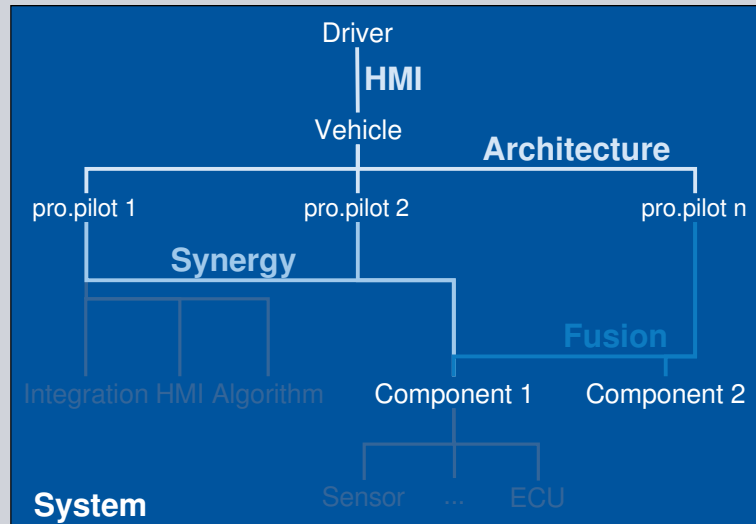 Driver
HMI
Vehicle
Architecture
pro.pilot 1 pro.pilot 2 pro.pilot n
Synergy
Fusion
Integration HMI Algorithm Component 1 Component 2
Sensor ... ECU
System